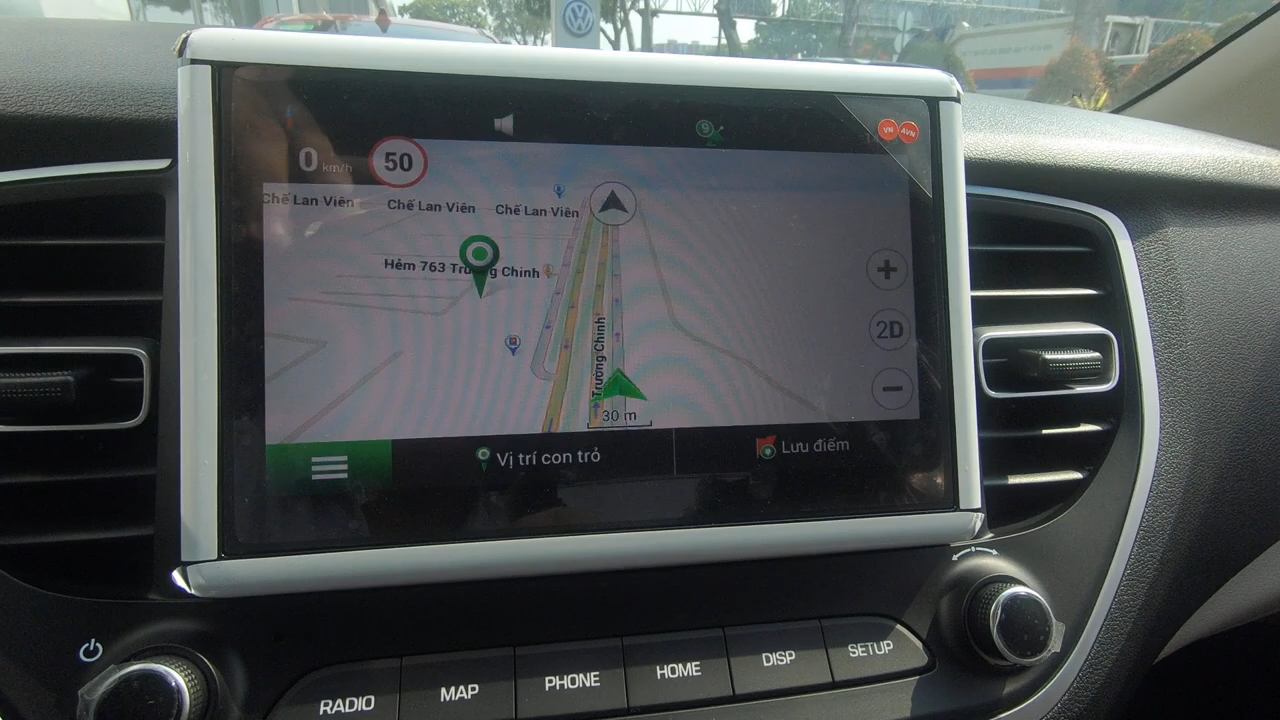 VN AVN
9
0 km/h 50
Chế Lan Viên Chế Lan Viên Chế Lan Viên
Hẻm 763 Trường Chinh
Trường Chinh
+
2D
−
30 m
Vị trí con trỏ
Lưu điểm
RADIO MAP PHONE HOME DISP SETUP